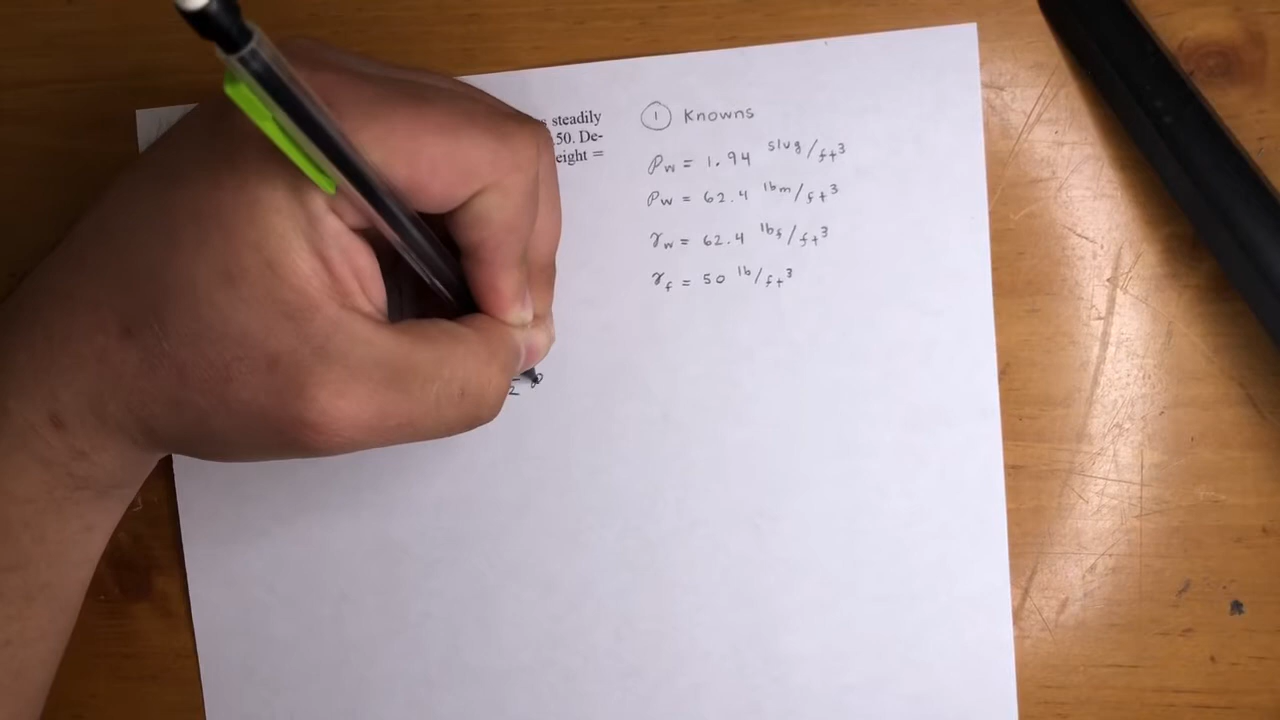 steadily
.50. De-
eight =
① Knowns
ρw = 1.94 slug/ft³
ρw = 62.4 lbm/ft³
γw = 62.4 lbf/ft³
γf = 50 lb/ft³
2